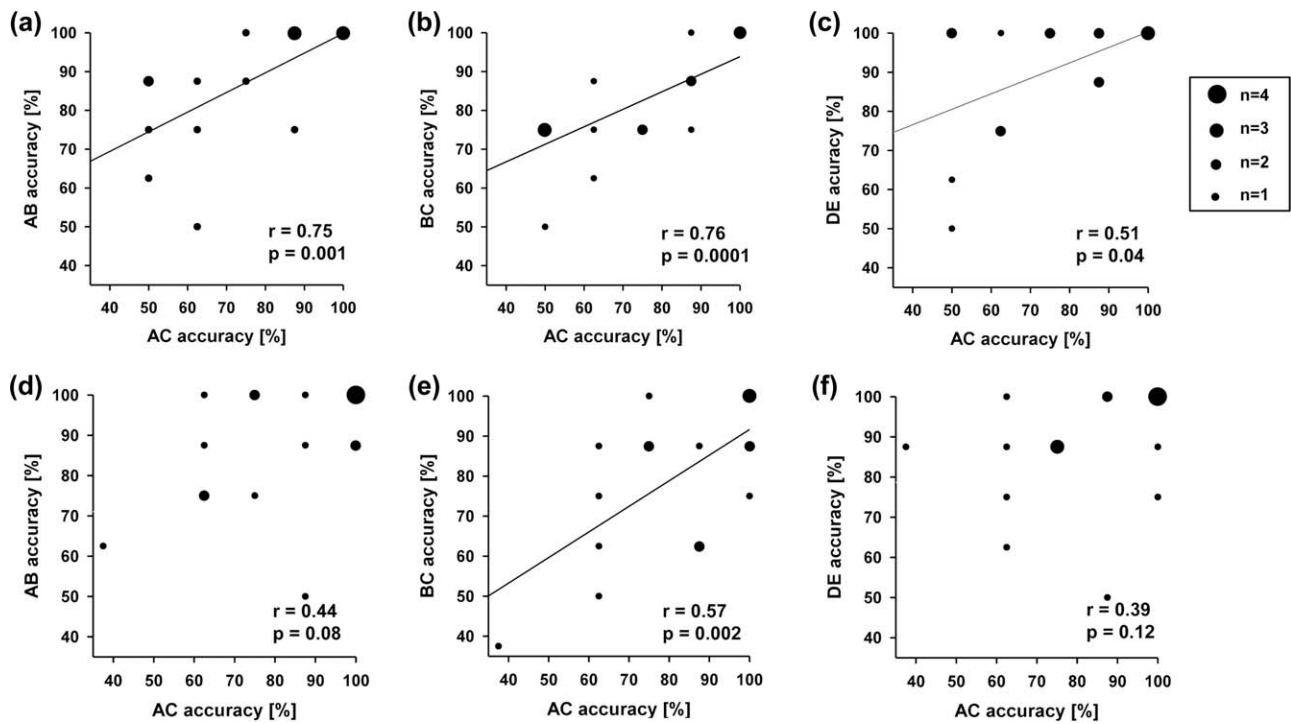 (a)
100
90
80
70
60
50
40
AB accuracy [%]
r = 0.75
p = 0.001
40 50 60 70 80 90 100
AC accuracy [%]
(b)
100
90
80
70
60
50
40
BC accuracy [%]
r = 0.76
p = 0.0001
40 50 60 70 80 90 100
AC accuracy [%]
(c)
100
90
80
70
60
50
40
DE acuracy [%]
r = 0.51
p = 0.04
40 50 60 70 80 90 100
AC accuracy [%]
n=4
n=3
n=2
n=1
(d)
100
90
80
70
60
50
40
AB accuracy [%]
r = 0.44
p = 0.08
40 50 60 70 80 90 100
AC accuracy [%]
(e)
100
90
80
70
60
50
40
BC accuracy [%]
r = 0.57
p = 0.002
40 50 60 70 80 90 100
AC accuracy [%]
(f)
100
90
80
70
60
50
40
DE accuracy [%]
r = 0.39
p = 0.12
40 50 60 70 80 90 100
AC accuracy [%]